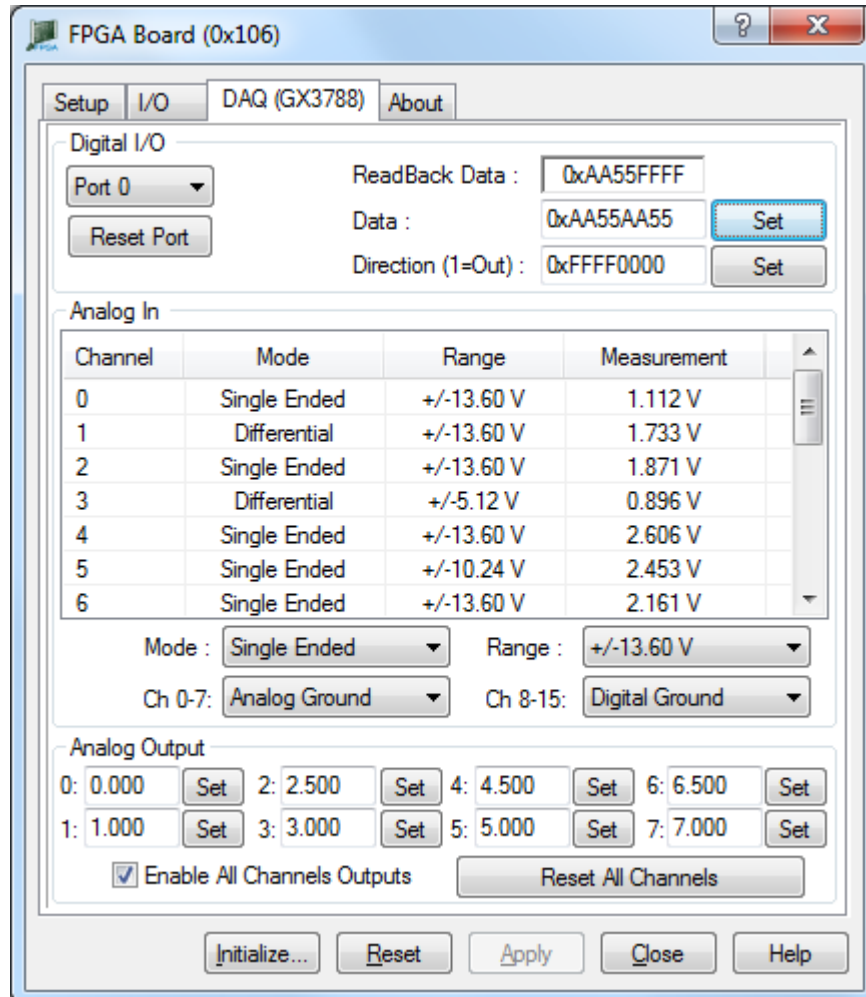 FPGA Board (0x106)
Setup I/O DAQ (GX3788) About
Digital I/O
Port 0 ReadBack Data : 0xAA55FFFF
Reset Port Data : 0xAA55AA55 Set
Direction (1=Out) : 0xFFFF0000 Set
Analog In
Channel Mode Range Measurement
0 Single Ended +/-13.60 V 1.112 V
1 Differential +/-13.60 V 1.733 V
2 Single Ended +/-13.60 V 1.871 V
3 Differential +/-5.12 V 0.896 V
4 Single Ended +/-13.60 V 2.606 V
5 Single Ended +/-10.24 V 2.453 V
6 Single Ended +/-13.60 V 2.161 V
Mode : Single Ended Range : +/-13.60 V
Ch 0-7: Analog Ground Ch 8-15: Digital Ground
Analog Output
0: 0.000 Set 2: 2.500 Set 4: 4.500 Set 6: 6.500 Set
1: 1.000 Set 3: 3.000 Set 5: 5.000 Set 7: 7.000 Set
Enable All Channels Outputs Reset All Channels
Initialize... Reset Apply Close Help